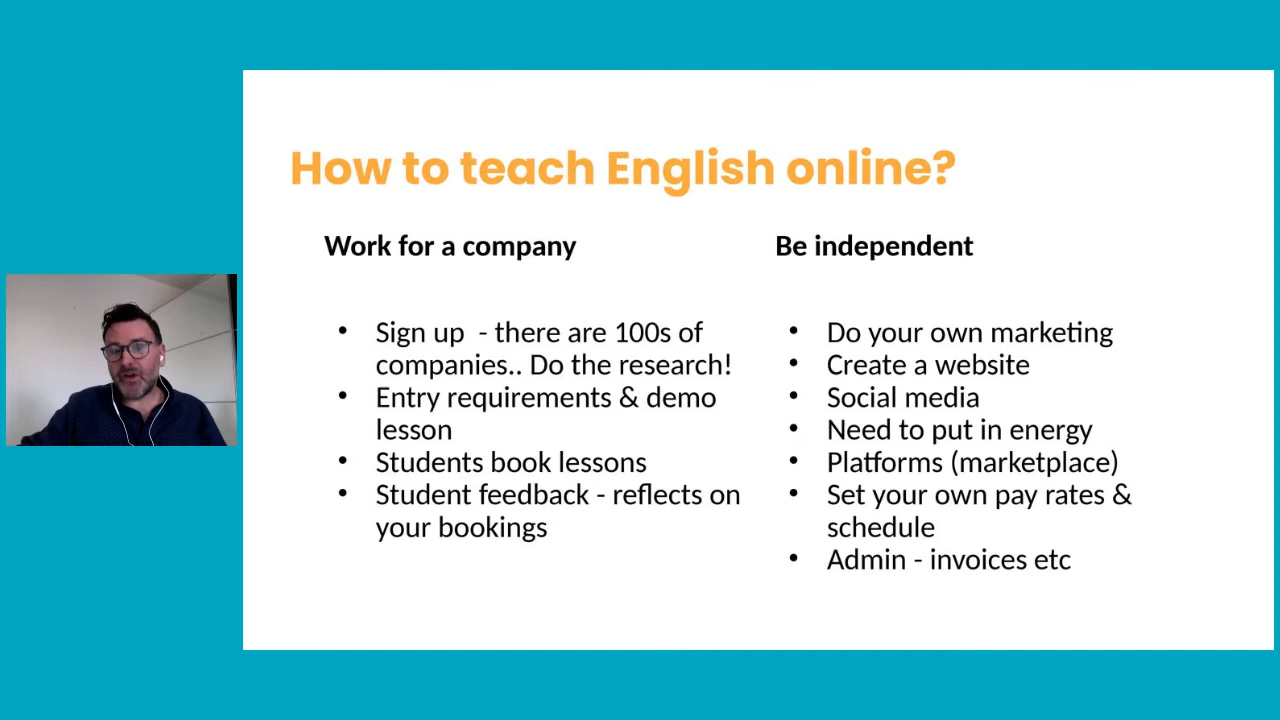 How to teach English online?
Work for a company
Sign up  - there are 100s of
companies.. Do the research!
Entry requirements & demo
lesson
Students book lessons
Student feedback - reflects on
your bookings
Be independent
Do your own marketing
Create a website
Social media
Need to put in energy
Platforms (marketplace)
Set your own pay rates &
schedule
Admin - invoices etc